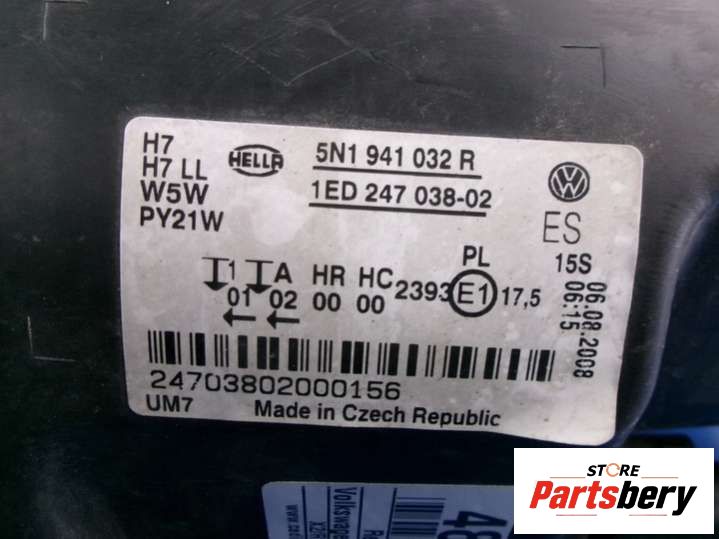 H7
H7 LL
W5W
PY21W
HELLA
5N1 941 032 R
1ED 247 038-02
VW
ES
15S
06.08.2008
06:15
1 A HR HC 2393 E1 17,5
PL
01 02 00 00
24703802000156
UM7 Made in Czech Republic
48
STORE
Partsbery